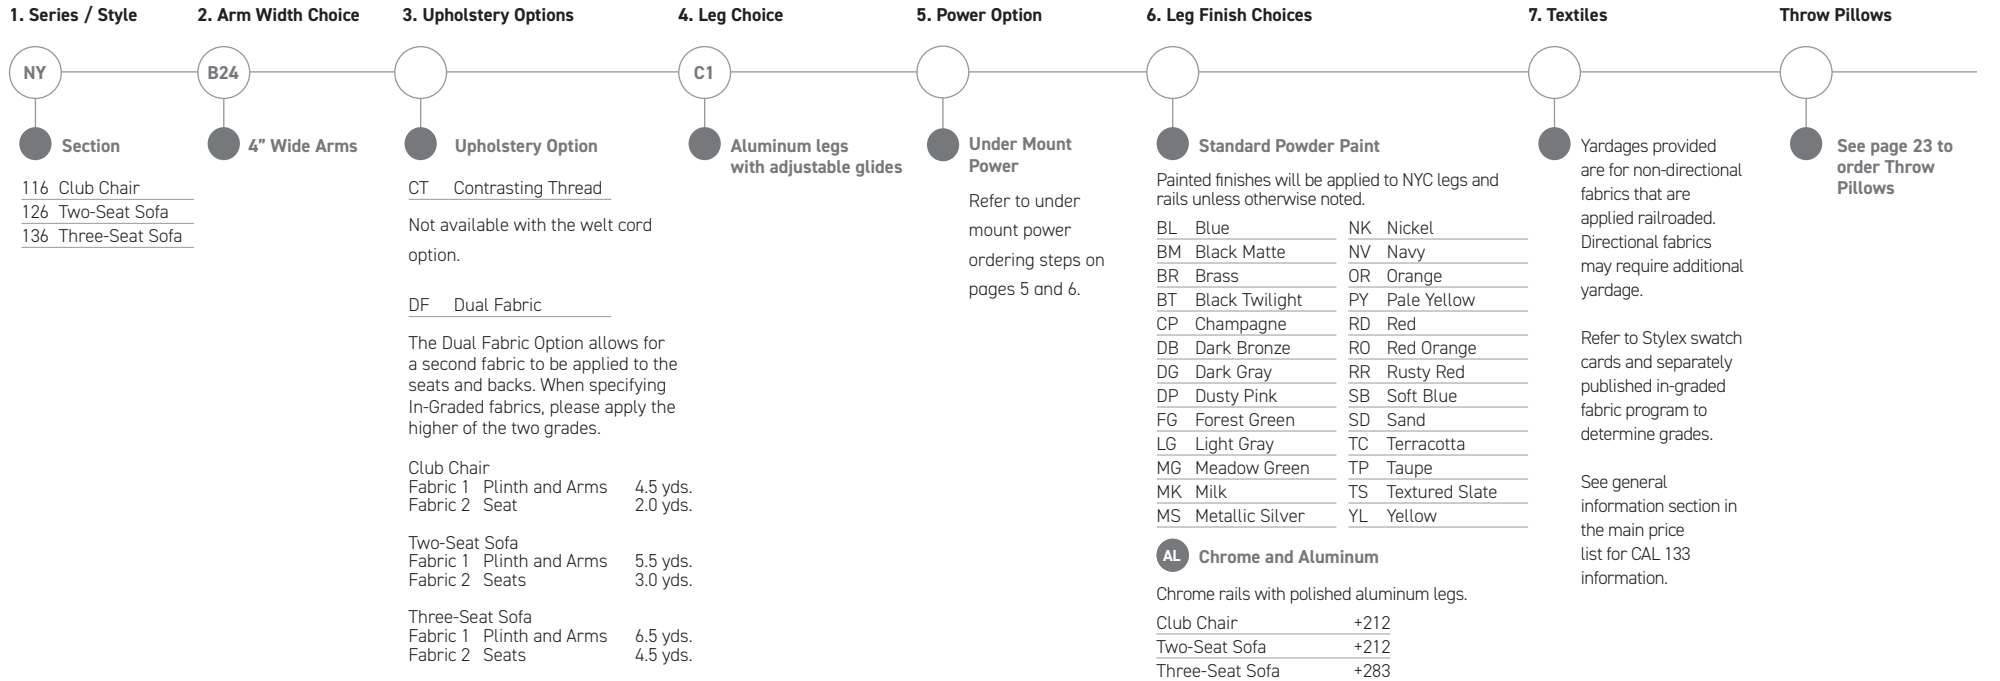 1. Series / Style
NY
Section
116 Club Chair
126 Two-Seat Sofa
136 Three-Seat Sofa
2. Arm Width Choice
B24
4” Wide Arms
3. Upholstery Options
Upholstery Option
CT Contrasting Thread
Not available with the welt cord
option.
DF Dual Fabric
The Dual Fabric Option allows for
a second fabric to be applied to the
seats and backs. When specifying
In-Graded fabrics, please apply the
higher of the two grades.
Club Chair
Fabric 1 Plinth and Arms 4.5 yds.
Fabric 2 Seat 2.0 yds.
Two-Seat Sofa
Fabric 1 Plinth and Arms 5.5 yds.
Fabric 2 Seats 3.0 yds.
Three-Seat Sofa
Fabric 1 Plinth and Arms 6.5 yds.
Fabric 2 Seats 4.5 yds.
4. Leg Choice
C1
Aluminum legs
with adjustable glides
5. Power Option
Under Mount
Power
Refer to under
mount power
ordering steps on
pages 5 and 6.
6. Leg Finish Choices
Standard Powder Paint
Painted finishes will be applied to NYC legs and
rails unless otherwise noted.
BL Blue
BM Black Matte
BR Brass
BT Black Twilight
CP Champagne
DB Dark Bronze
DG Dark Gray
DP Dusty Pink
FG Forest Green
LG Light Gray
MG Meadow Green
MK Milk
MS Metallic Silver
NK Nickel
NV Navy
OR Orange
PY Pale Yellow
RD Red
RO Red Orange
RR Rusty Red
SB Soft Blue
SD Sand
TC Terracotta
TP Taupe
TS Textured Slate
YL Yellow
AL Chrome and Aluminum
Chrome rails with polished aluminum legs.
Club Chair +212
Two-Seat Sofa +212
Three-Seat Sofa +283
7. Textiles
Yardages provided
are for non-directional
fabrics that are
applied railroaded.
Directional fabrics
may require additional
yardage.
Refer to Stylex swatch
cards and separately
published in-graded
fabric program to
determine grades.
See general
information section in
the main price
list for CAL 133
information.
Throw Pillows
See page 23 to
order Throw
Pillows